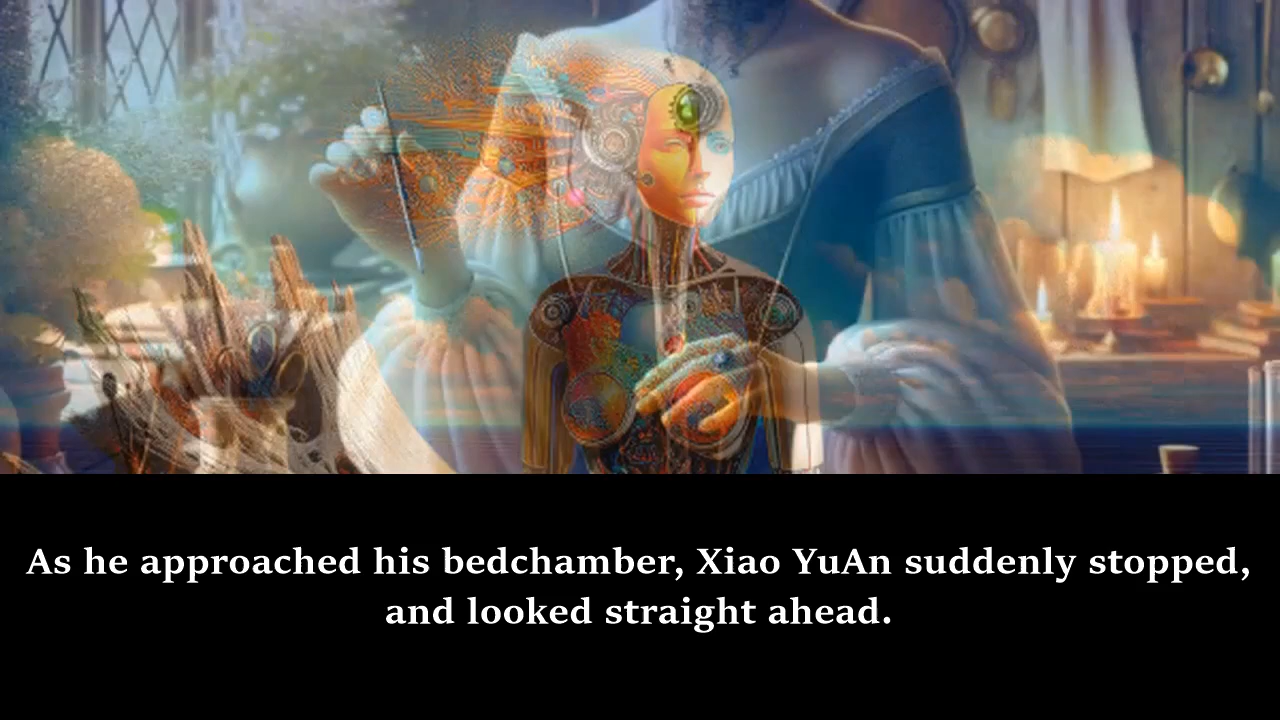 As he approached his bedchamber, Xiao YuAn suddenly stopped,
and looked straight ahead.